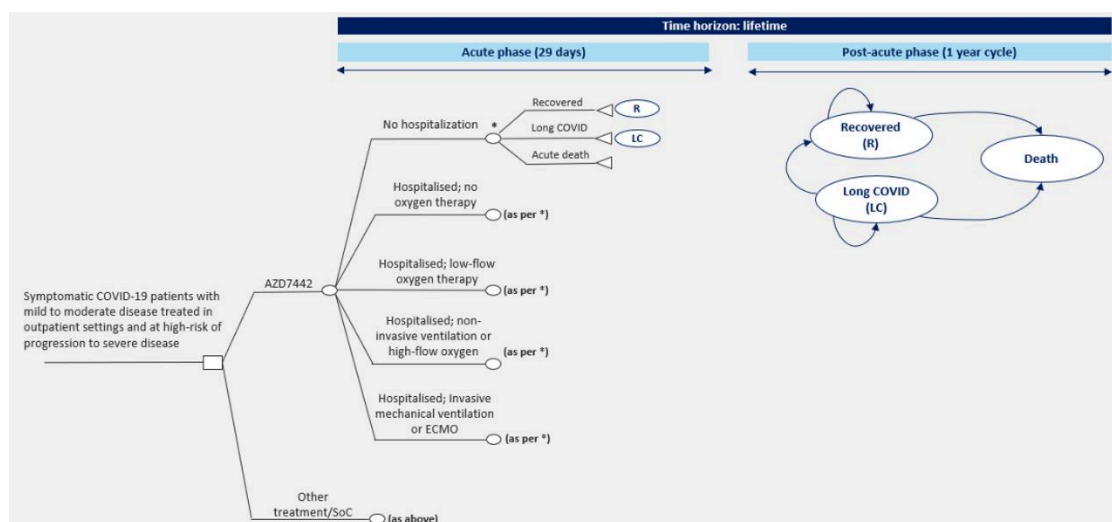 Time horizon: lifetime
Acute phase (29 days)
Post-acute phase (1 year cycle)
No hospitalization
*
Recovered
R
Long COVID
LC
Acute death
Hospitalised; no
oxygen therapy
(as per *)
Hospitalised; low-flow
oxygen therapy
(as per *)
Hospitalised; non-
invasive ventilation or
high-flow oxygen
(as per *)
Hospitalised; Invasive
mechanical ventilation
or ECMO
(as per *)
AZD7442
Symptomatic COVID-19 patients with
mild to moderate disease treated in
outpatient settings and at high-risk of
progression to severe disease
Other
treatment/SoC
(as above)
Recovered
(R)
Long COVID
(LC)
Death